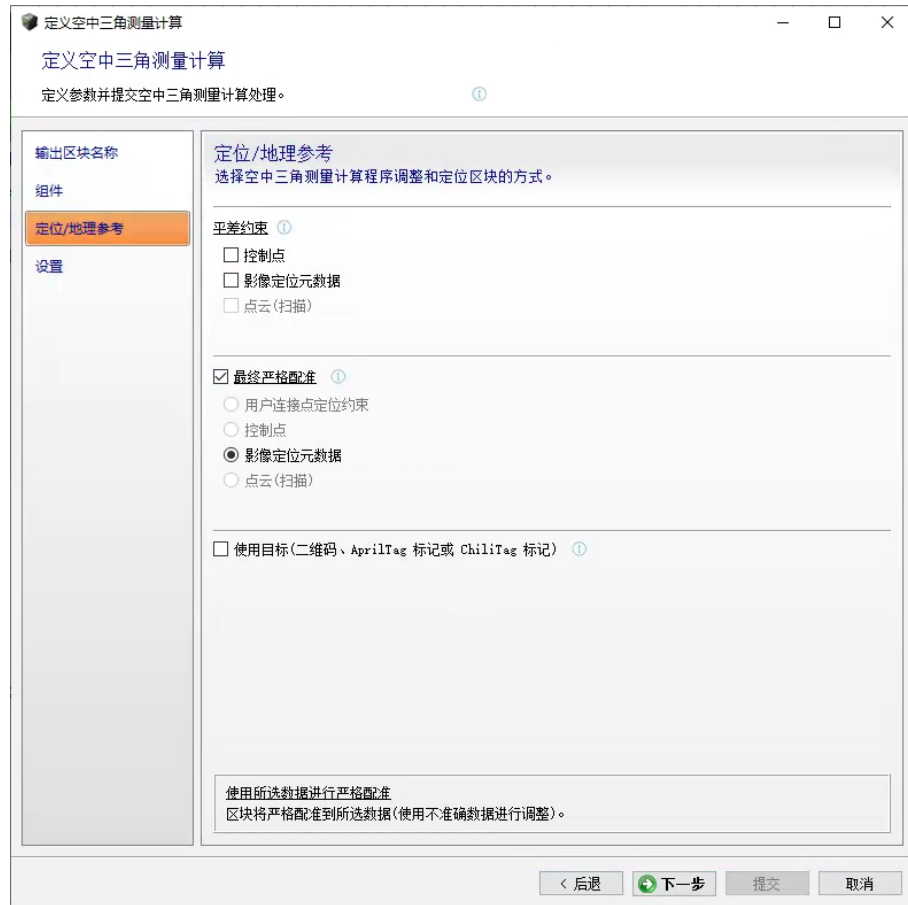 定义空中三角测量计算
定义空中三角测量计算
定义参数并提交空中三角测量计算处理。
输出区块名称
组件
定位/地理参考
设置
定位/地理参考
选择空中三角测量计算程序调整和定位区块的方式。
平差约束
控制点
影像定位元数据
点云(扫描)
最终严格配准
用户连接点定位约束
控制点
影像定位元数据
点云(扫描)
使用目标(二维码、AprilTag 标记或 ChiliTag 标记)
使用所选数据进行严格配准
区块将严格配准到所选数据(使用不准确数据进行调整)。
< 后退
下一步
提交
取消